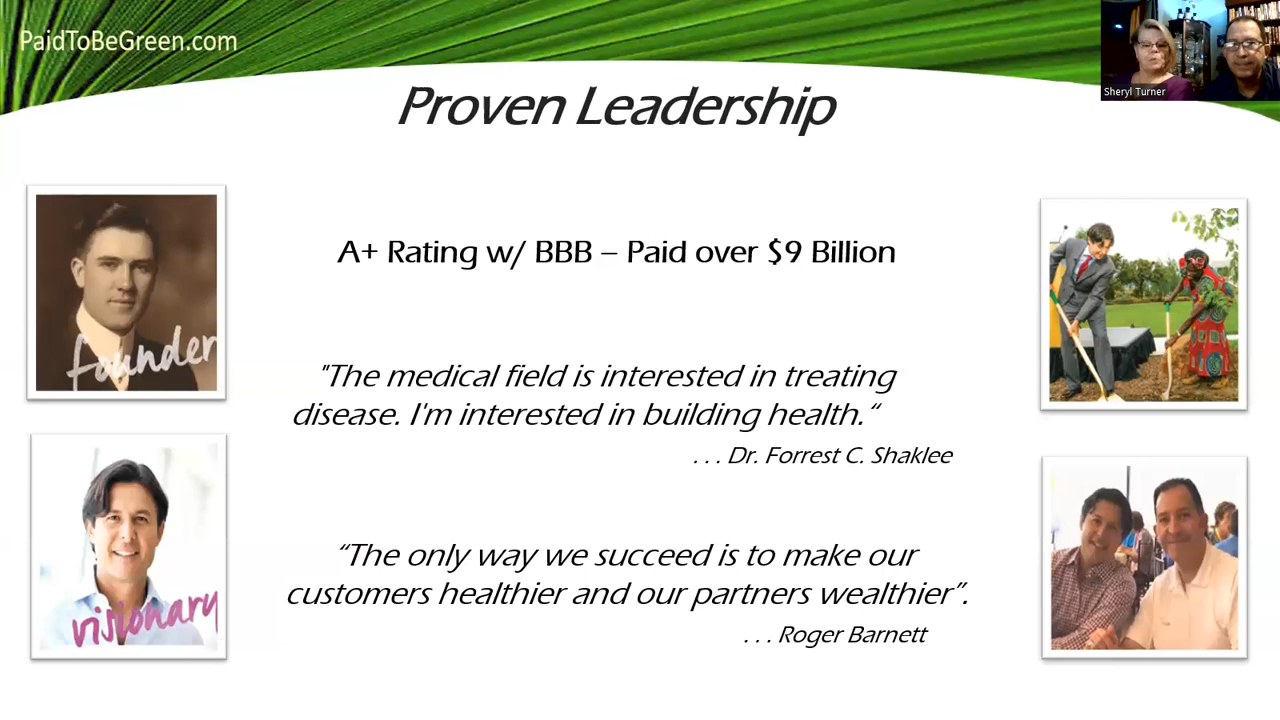 PaidToBeGreen.com
Sheryl Turner
Proven Leadership
founder
A+ Rating w/ BBB – Paid over $9 Billion
"The medical field is interested in treating
disease. I'm interested in building health.“
. . . Dr. Forrest C. Shaklee
visionary
“The only way we succeed is to make our
customers healthier and our partners wealthier”.
. . . Roger Barnett